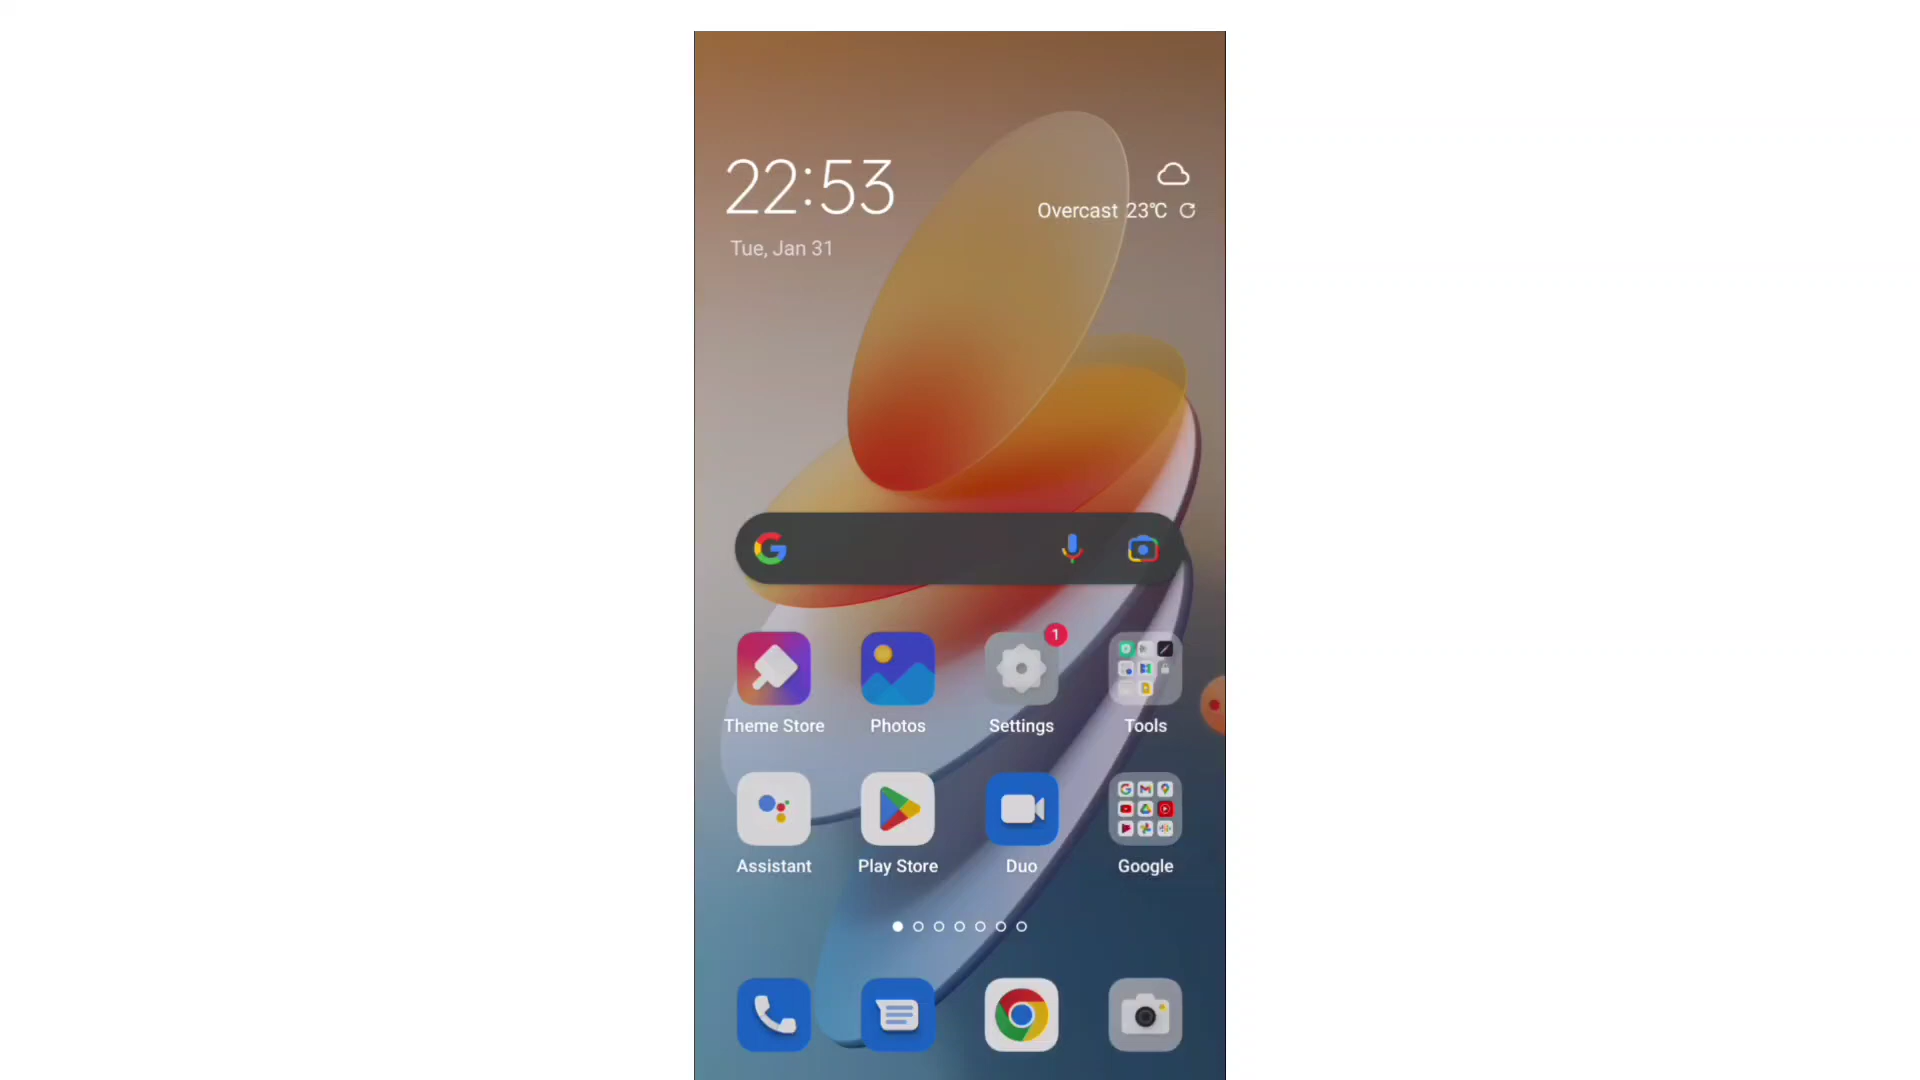 22:53
Overcast 23℃
Tue, Jan 31
1
Theme Store
Photos
Settings
Tools
Assistant
Play Store
Duo
Google